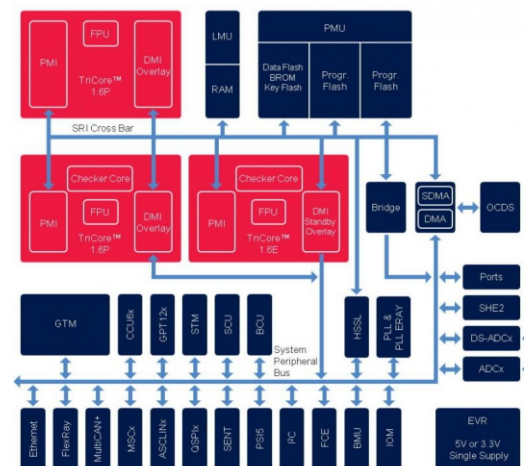 FPU
PMI
DMI
Overlay
TriCore™
1.6P
LMU
RAM
PMU
Data Flash
BROM
Key Flash
Progr.
Flash
Progr.
Flash
SRI Cross Bar
Checker Core
PMI
FPU
DMI
Overlay
TriCore™
1.6P
Checker Core
PMI
FPU
DMI
Standby
Overlay
TriCore™
1.6E
Bridge
SDMA
DMA
OCDS
Ports
SHE2
DS-ADCx
ADCx
GTM
CCU6x
GPT12x
STM
SCU
BCU
HSSL
PLL &
PLL ERAY
System
Peripheral
Bus
Ethernet
FlexRay
MultiCAN+
MSCx
ASCLINx
QSPIx
SENT
PSI5
I²C
FCE
BMU
IOM
EVR
5V or 3.3V
Single Supply